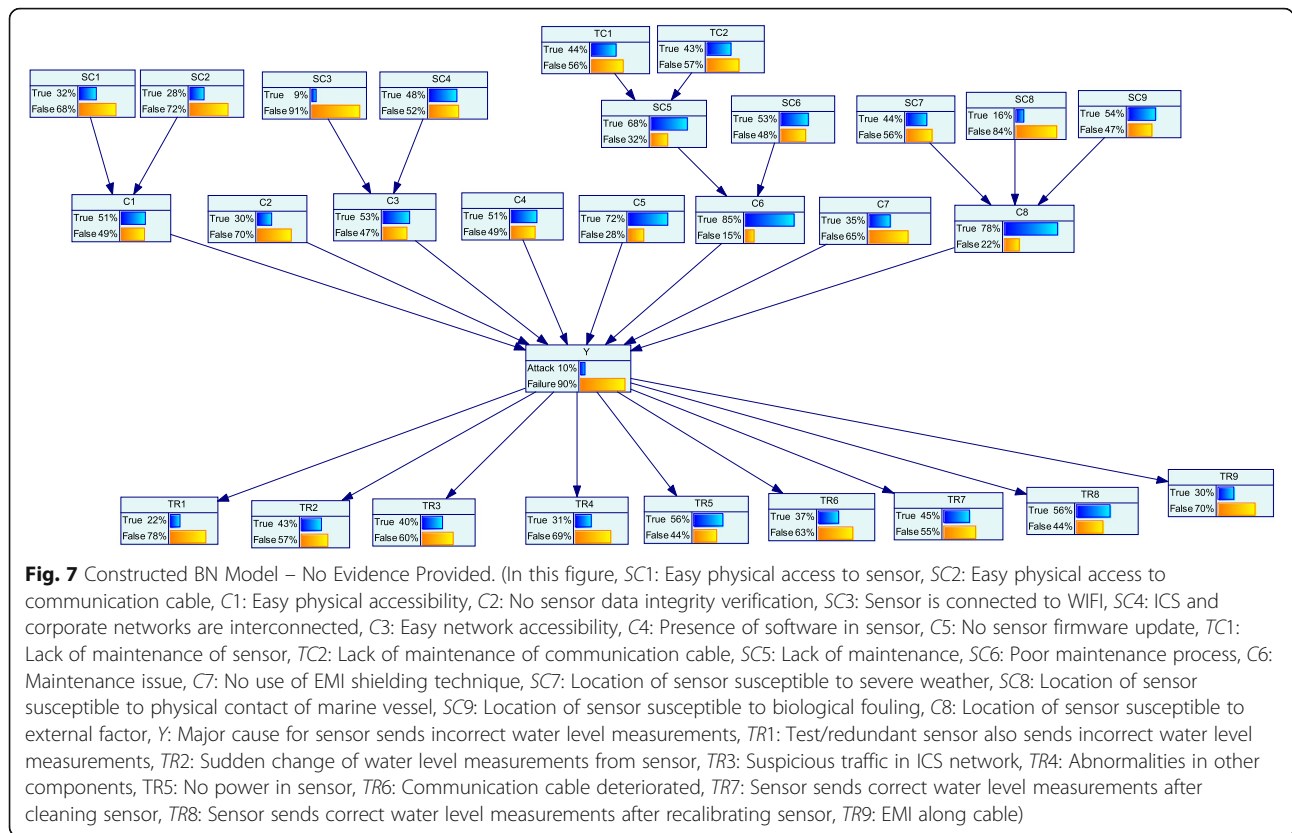 TC1
True 44%
False 56%
TC2
True 43%
False 57%
SC1
True 32%
False 68%
SC2
True 28%
False 72%
SC3
True 9%
False 91%
SC4
True 48%
False 52%
SC5
True 68%
False 32%
SC6
True 53%
False 48%
SC7
True 44%
False 56%
SC8
True 16%
False 84%
SC9
True 54%
False 47%
C1
True 51%
False 49%
C2
True 30%
False 70%
C3
True 53%
False 47%
C4
True 51%
False 49%
C5
True 72%
False 28%
C6
True 85%
False 15%
C7
True 35%
False 65%
C8
True 78%
False 22%
Y
Attack 10%
Failure 90%
TR1
True 22%
False 78%
TR2
True 43%
False 57%
TR3
True 40%
False 60%
TR4
True 31%
False 69%
TR5
True 56%
False 44%
TR6
True 37%
False 63%
TR7
True 45%
False 55%
TR8
True 56%
False 44%
TR9
True 30%
False 70%
Fig. 7 Constructed BN Model – No Evidence Provided. (In this figure, SC1: Easy physical access to sensor, SC2: Easy physical access to
communication cable, C1: Easy physical accessibility, C2: No sensor data integrity verification, SC3: Sensor is connected to WIFI, SC4: ICS and
corporate networks are interconnected, C3: Easy network accessibility, C4: Presence of software in sensor, C5: No sensor firmware update, TC1:
Lack of maintenance of sensor, TC2: Lack of maintenance of communication cable, SC5: Lack of maintenance, SC6: Poor maintenance process, C6:
Maintenance issue, C7: No use of EMI shielding technique, SC7: Location of sensor susceptible to severe weather, SC8: Location of sensor
susceptible to physical contact of marine vessel, SC9: Location of sensor susceptible to biological fouling, C8: Location of sensor susceptible to
external factor, Y: Major cause for sensor sends incorrect water level measurements, TR1: Test/redundant sensor also sends incorrect water level
measurements, TR2: Sudden change of water level measurements from sensor, TR3: Suspicious traffic in ICS network, TR4: Abnormalities in other
components, TR5: No power in sensor, TR6: Communication cable deteriorated, TR7: Sensor sends correct water level measurements after
cleaning sensor, TR8: Sensor sends correct water level measurements after recalibrating sensor, TR9: EMI along cable)